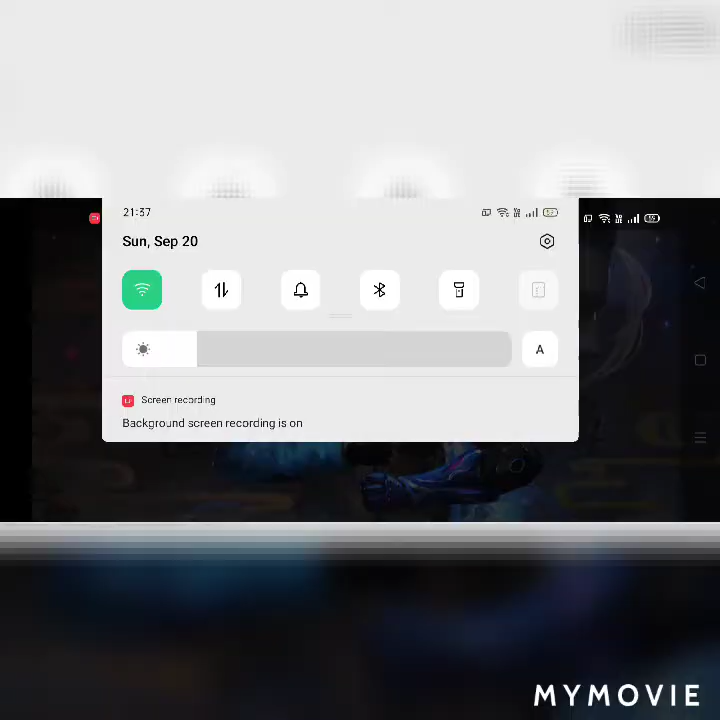 21:37
Sun, Sep 20
A
Screen recording
Background screen recording is on
MYMOVIE